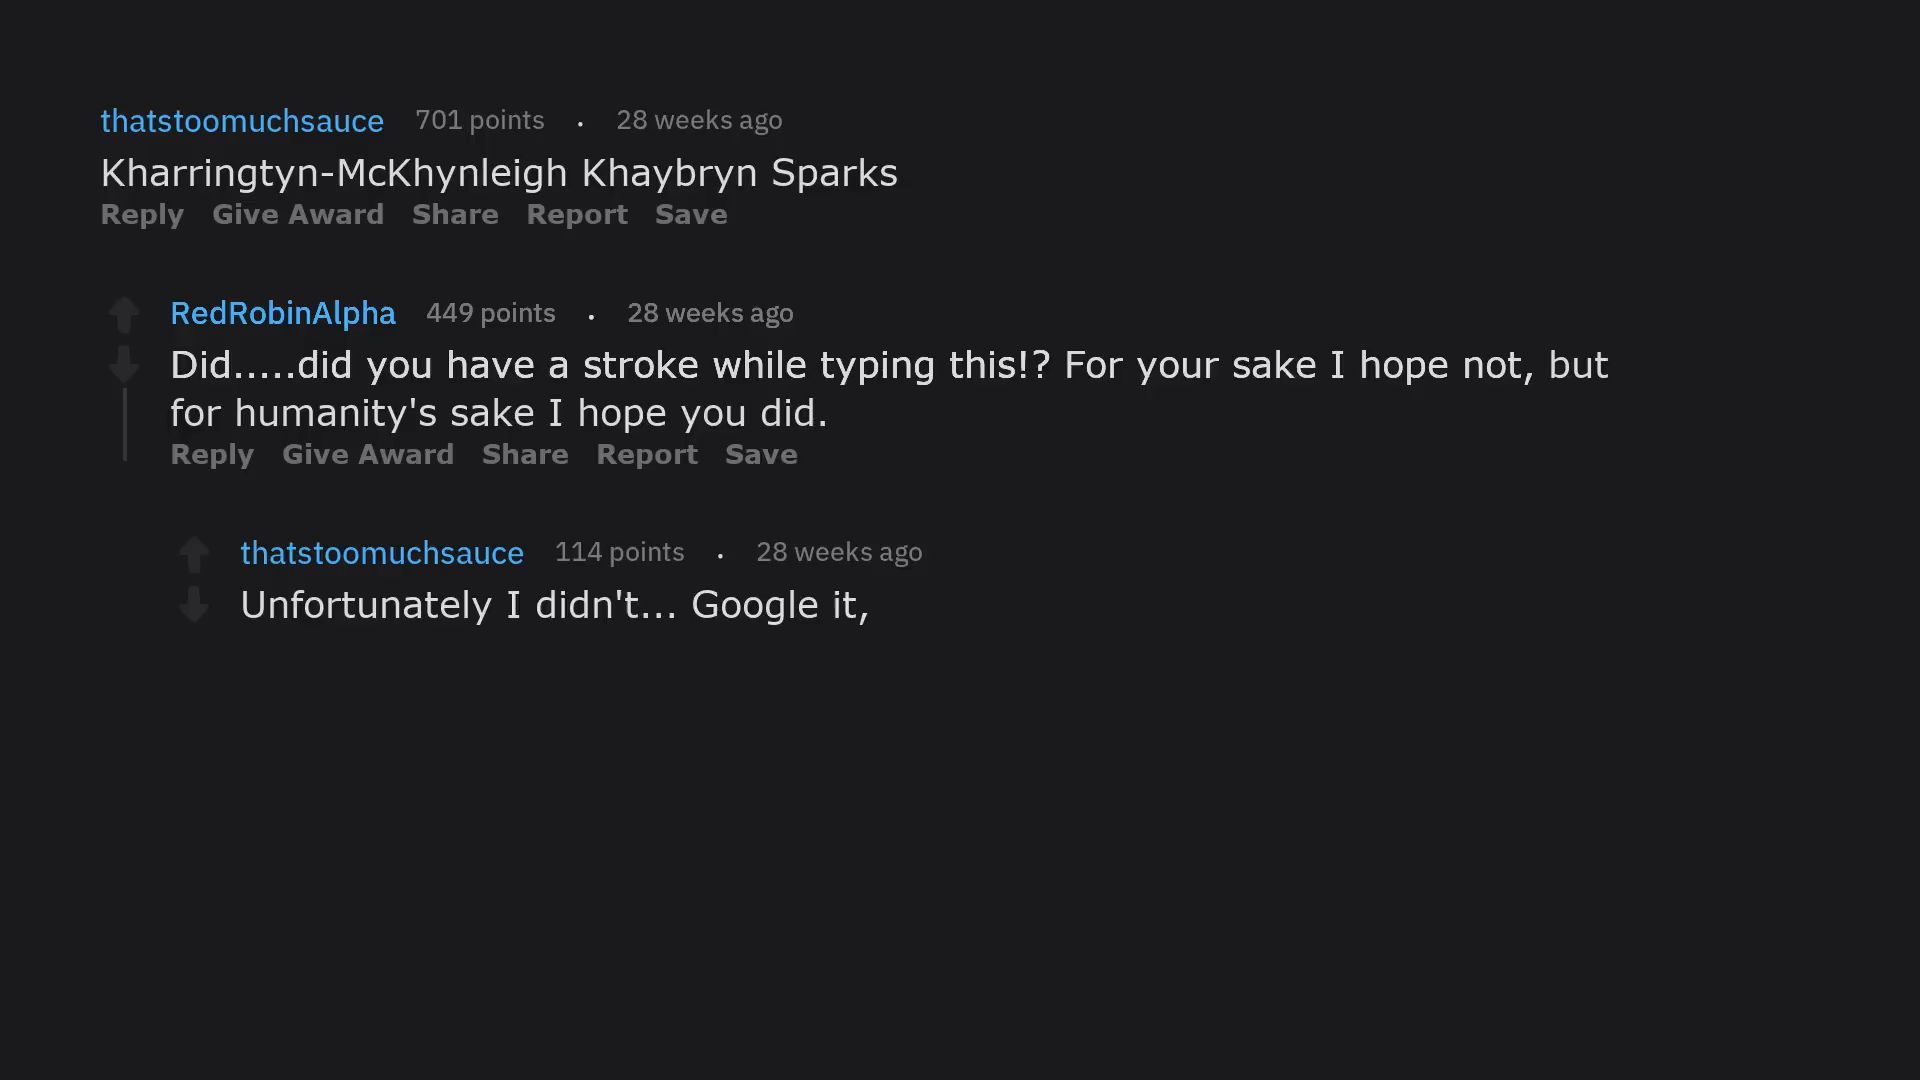 thatstoomuchsauce 701 points . 28 weeks ago
Kharringtyn-McKhynleigh Khaybryn Sparks
Reply Give Award Share Report Save
RedRobinAlpha 449 points . 28 weeks ago
Did.....did you have a stroke while typing this!? For your sake I hope not, but
for humanity's sake I hope you did.
Reply Give Award Share Report Save
thatstoomuchsauce 114 points . 28 weeks ago
Unfortunately I didn't... Google it,